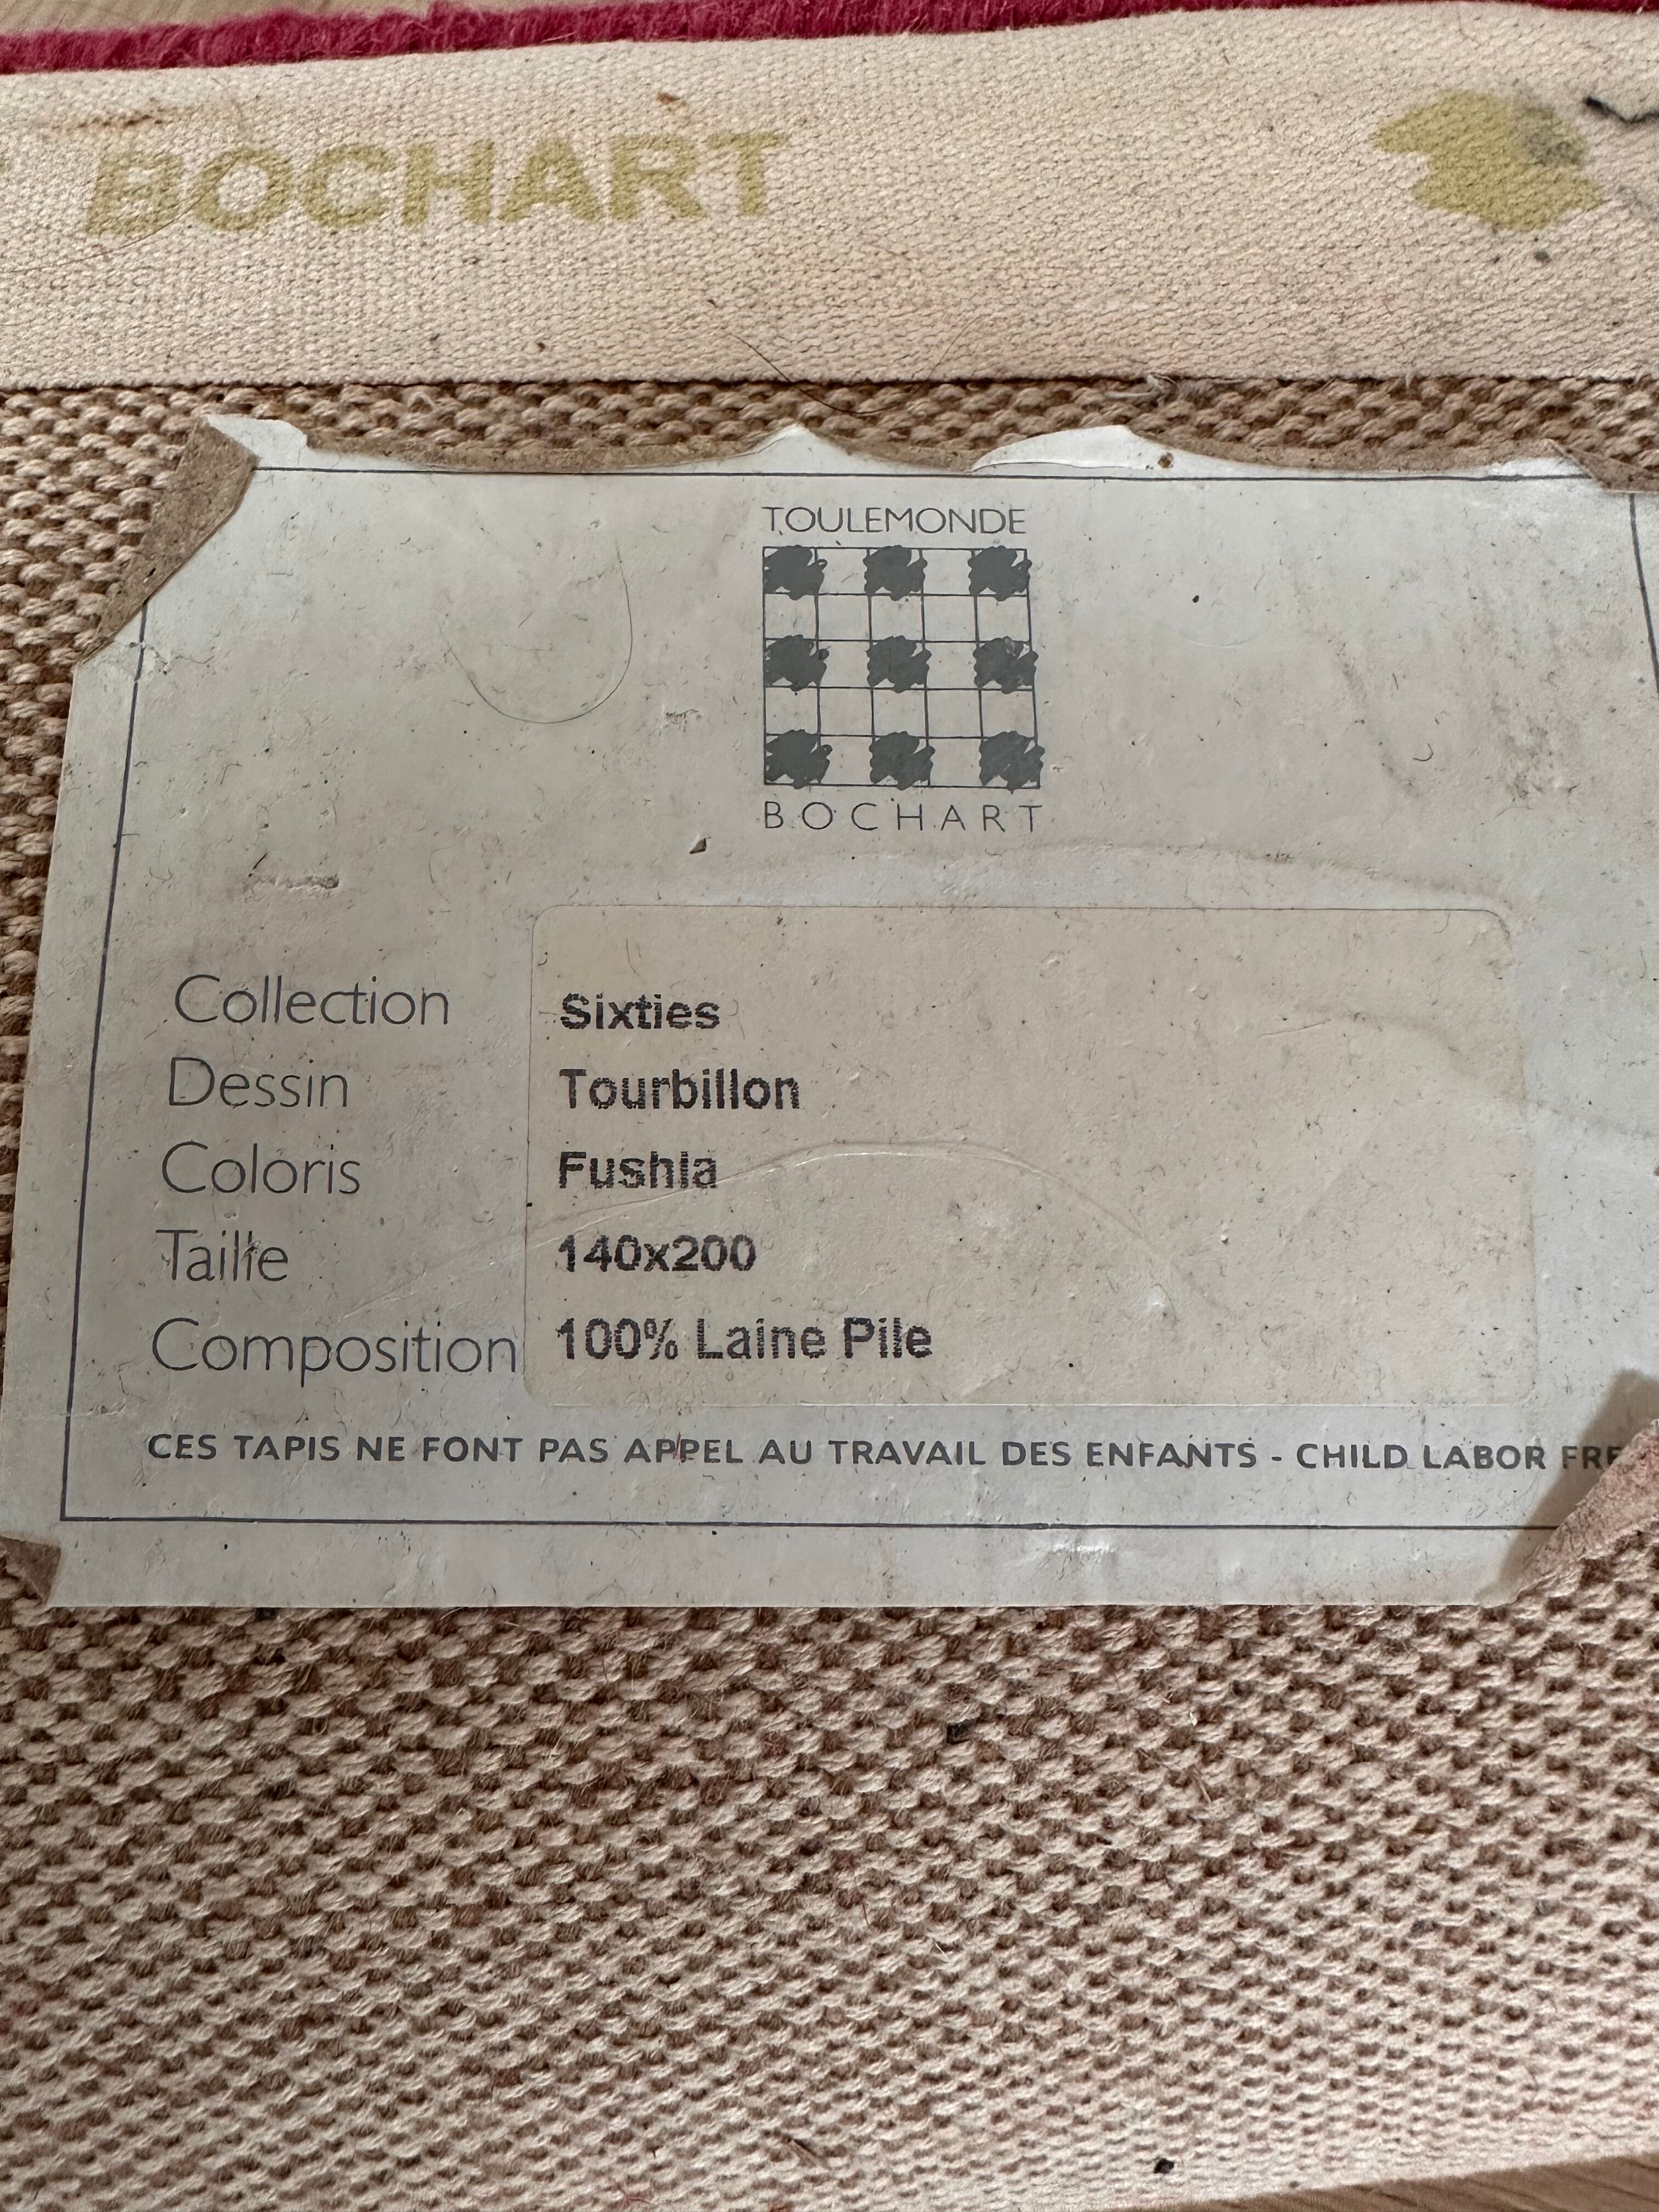 BOCHART
TOULEMONDE
BOCHART
Collection Sixties
Dessin Tourbillon
Coloris Fushia
Taille 140x200
Composition 100% Laine Pile
CES TAPIS NE FONT PAS APPEL AU TRAVAIL DES ENFANTS - CHILD LABOR